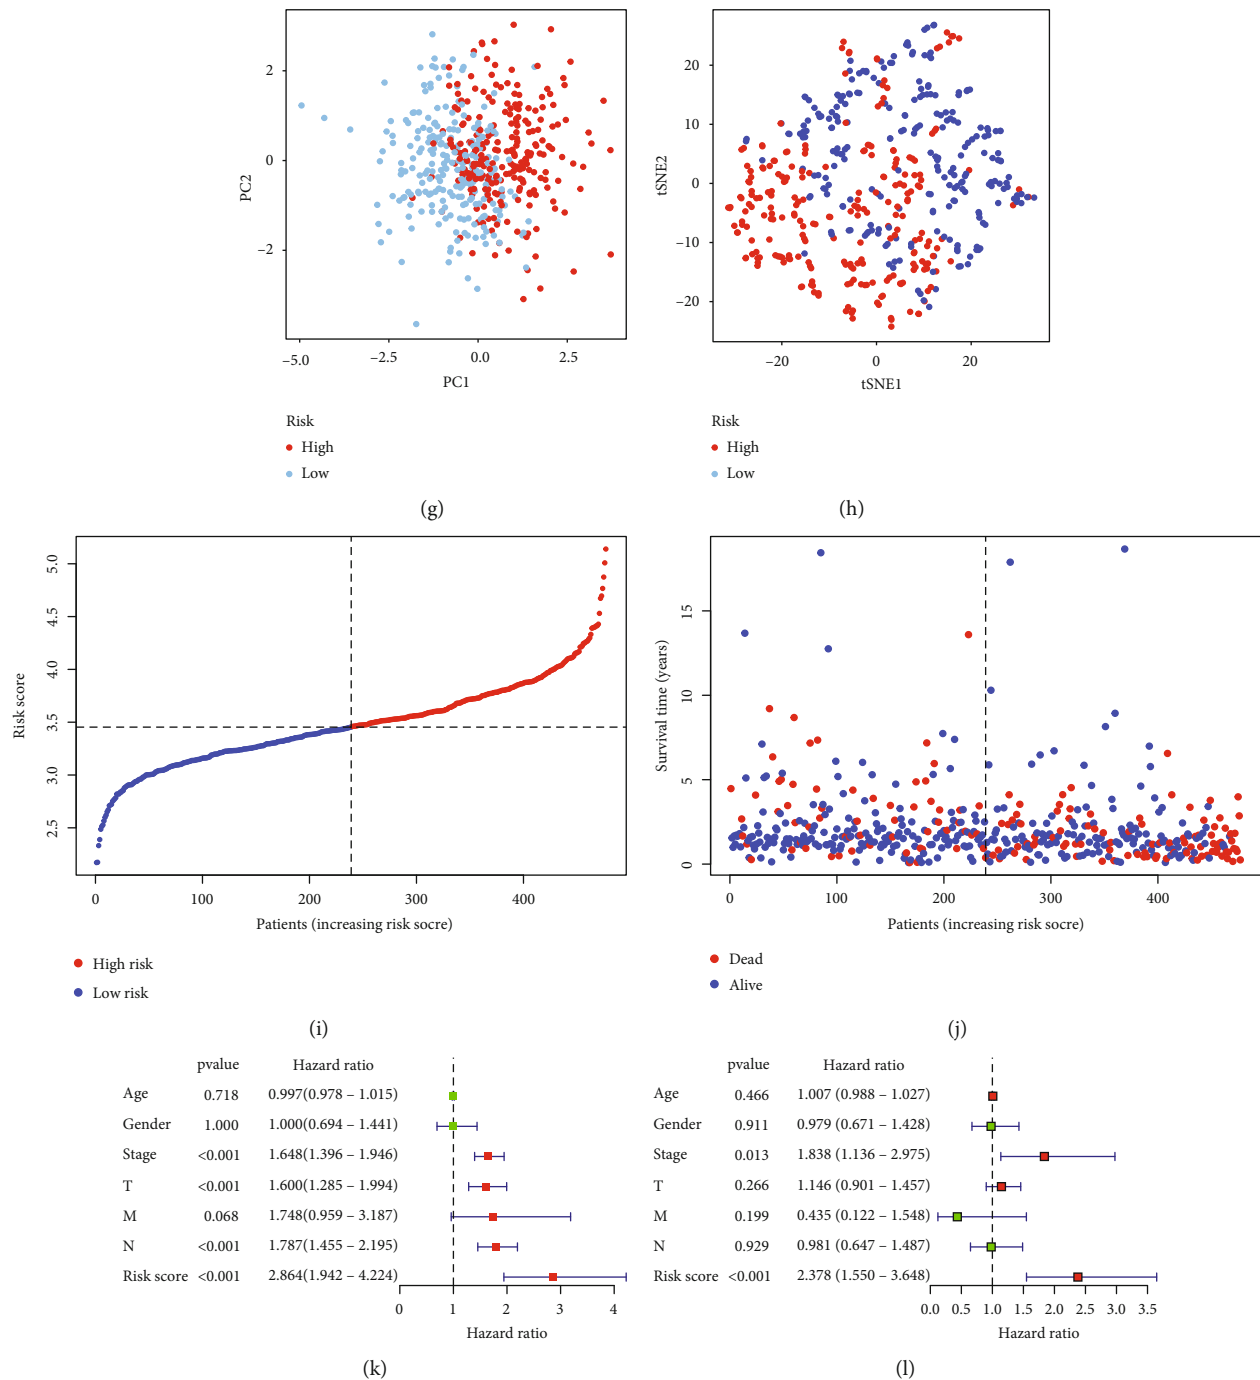 2
0
−2
PC2
−5.0
−2.5
0.0
2.5
PC1
Risk
High
Low
(g)
20
10
0
−10
−20
tSNE2
−20
0
20
tSNE1
Risk
High
Low
(h)
5.0
4.5
4.0
3.5
3.0
2.5
Risk score
0
100
200
300
400
Patients (increasing risk socre)
High risk
Low risk
(i)
15
10
5
0
Survival time (years)
0
100
200
300
400
Patients (increasing risk socre)
Dead
Alive
(j)
pvalue Hazard ratio
Age 0.718 0.997(0.978 − 1.015)
Gender 1.000 1.000(0.694 − 1.441)
Stage <0.001 1.648(1.396 − 1.946)
T <0.001 1.600(1.285 − 1.994)
M 0.068 1.748(0.959 − 3.187)
N <0.001 1.787(1.455 − 2.195)
Risk score <0.001 2.864(1.942 − 4.224)
0 1 2 3 4
Hazard ratio
(k)
pvalue Hazard ratio
Age 0.466 1.007 (0.988 − 1.027)
Gender 0.911 0.979 (0.671 − 1.428)
Stage 0.013 1.838 (1.136 − 2.975)
T 0.266 1.146 (0.901 − 1.457)
M 0.199 0.435 (0.122 − 1.548)
N 0.929 0.981 (0.647 − 1.487)
Risk score <0.001 2.378 (1.550 − 3.648)
0.0 0.5 1.0 1.5 2.0 2.5 3.0 3.5
Hazard ratio
(l)